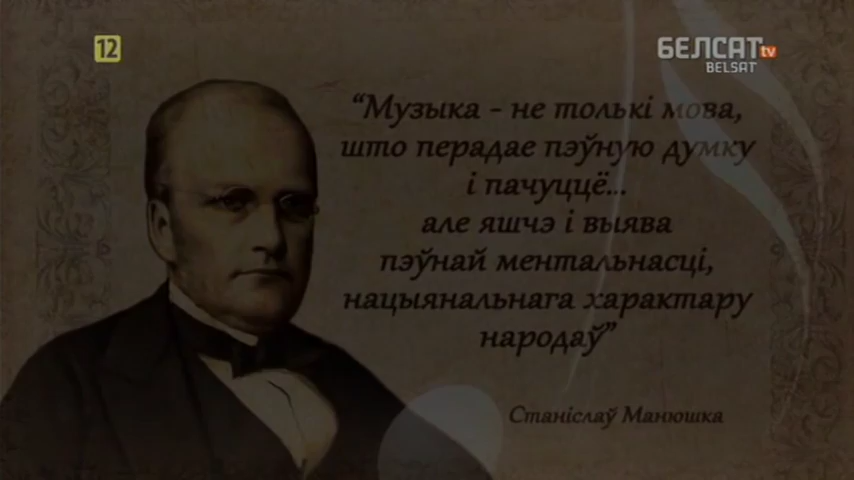 12
БЕЛСАТ tv
BELSAT
“Музыка - не толькі мова,
што перадае пэўную думку
і пачуццё...
але яшчэ і выява
пэўнай ментальнасці,
нацыянальнага характару
народаў”
Станіслаў Манюшка